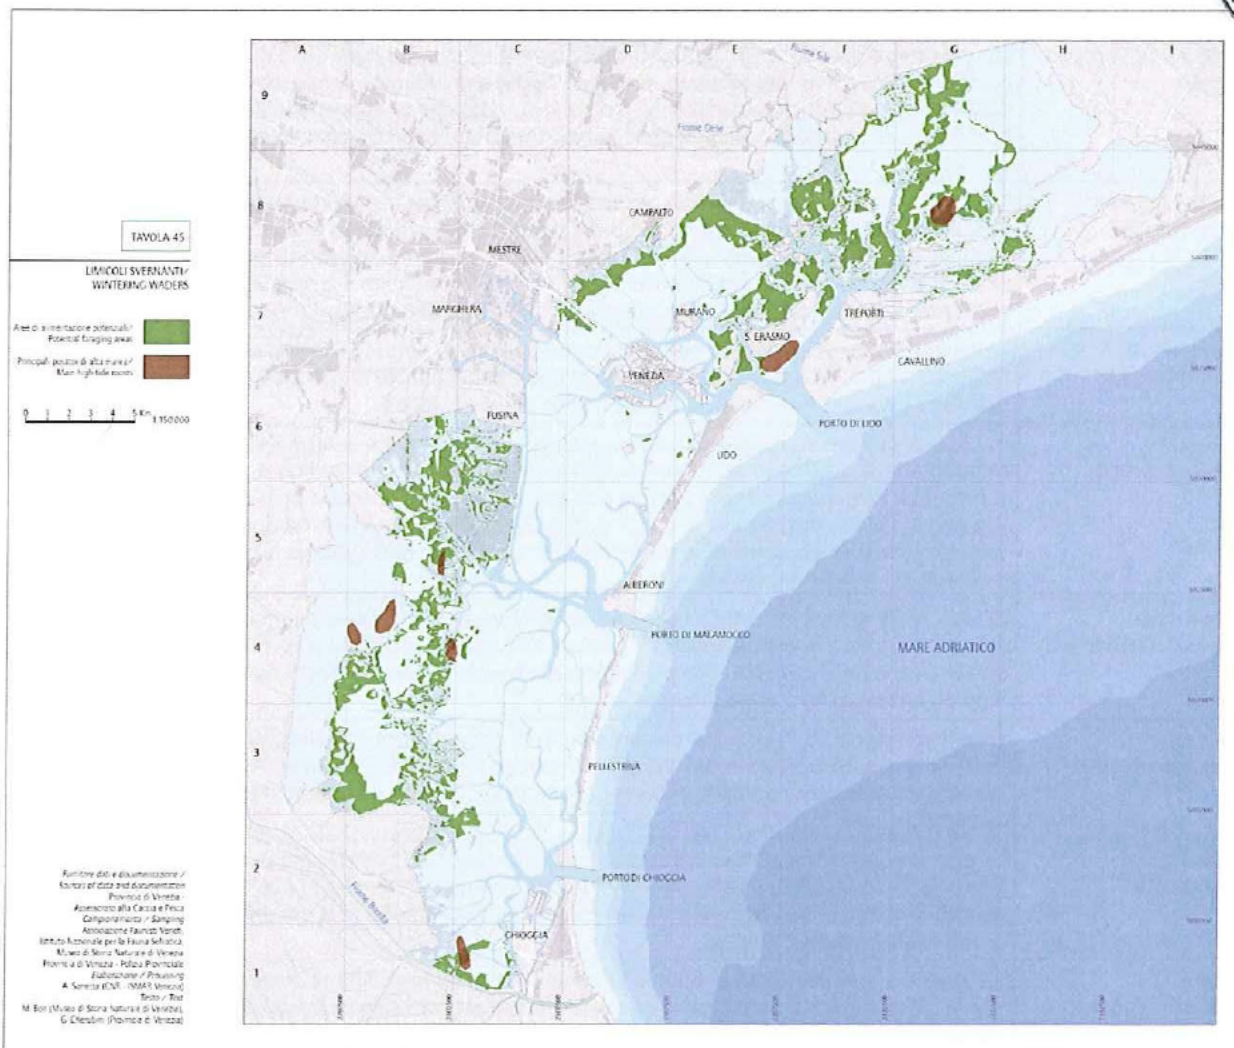 A B C D E F G H I
9
8
7
6
5
4
3
2
1
TAVOLA 45
LIMICOLI SVERNANTI/
WINTERING WADERS
Aree di alimentazione potenziali/
Potential foraging areas
Principali posatoi di alta marea/
Main high-tide roosts
0 1 2 3 4 5 Km 1:150 000
Fiume Sile
Fiume Dese
CAMPALTO
MESTRE
MARGHERA
MURANO
TREPORTI
S. ERASMO
CAVALLINO
VENEZIA
FUSINA
PORTO DI LIDO
LIDO
ALBERONI
PORTO DI MALAMOCCO
MARE ADRIATICO
PELLESTRINA
PORTO DI CHIOGGIA
Fiume Brenta
CHIOGGIA
Fornitore dati e documentazione /
Sources of data and documentation
Provincia di Venezia -
Assessorato alla Caccia e Pesca
Campionamento / Sampling
Associazione Faunisti Veneti,
Istituto Nazionale per la Fauna Selvatica,
Museo di Storia Naturale di Venezia
Provincia di Venezia - Polizia Provinciale
Elaborazione / Processing
(CNR - ISMAR Venezia)
Testo / Text
M. Bon (Museo di Storia Naturale di Venezia),
G. Cherubini (Provincia di Venezia)